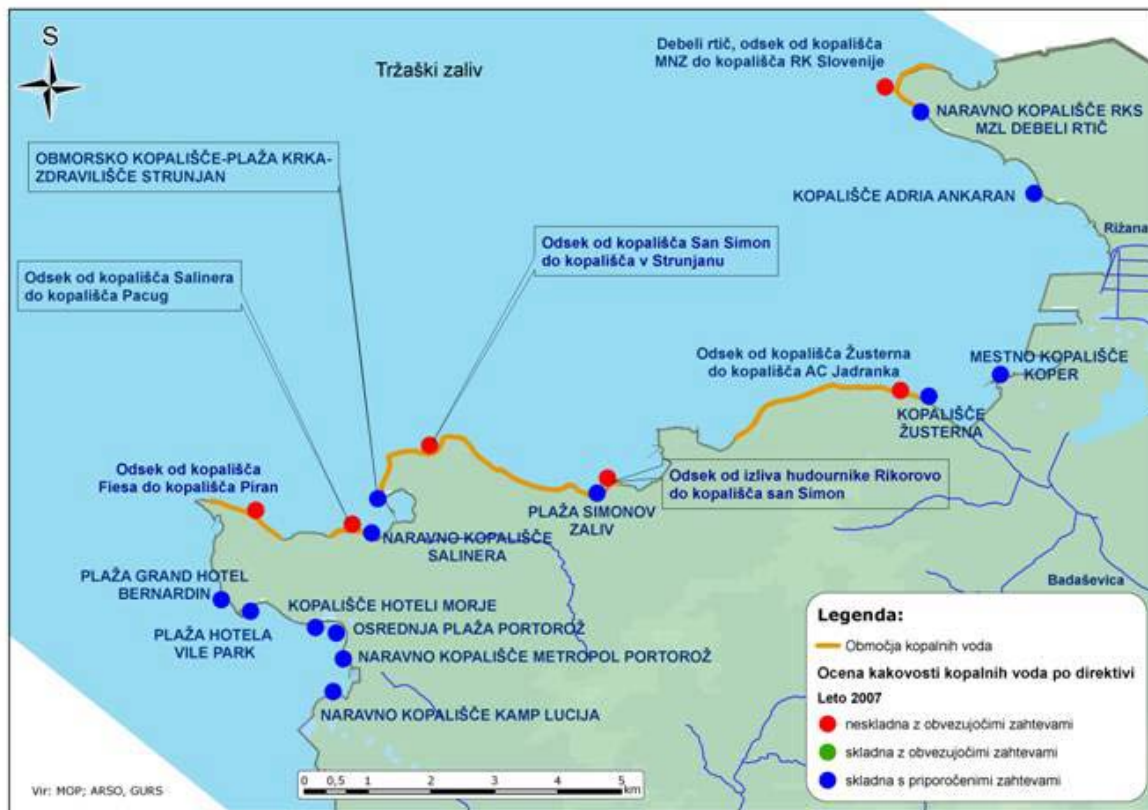 S
Tržaški zaliv
Debeli rtič, odsek od kopališča
MNZ do kopališča RK Slovenije
NARAVNO KOPALIŠČE RKS
MZL DEBELI RTIČ
OBMORSKO KOPALIŠČE-PLAŽA KRKA-
ZDRAVILIŠČE STRUNJAN
KOPALIŠČE ADRIA ANKARAN
Rižana
Odsek od kopališča San Simon
do kopališča v Strunjanu
Odsek od kopališča Salinera
do kopališča Pacug
Odsek od kopališča Žusterna
do kopališča AC Jadranka
MESTNO KOPALIŠČE
KOPER
KOPALIŠČE
ŽUSTERNA
Odsek od kopališča
Fiesa do kopališča Piran
Odsek od izliva hudournike Rikorovo
do kopališča san Simon
PLAŽA SIMONOV
ZALIV
NARAVNO KOPALIŠČE
SALINERA
PLAŽA GRAND HOTEL
BERNARDIN
Badaševica
KOPALIŠČE HOTELI MORJE
PLAŽA HOTELA
VILE PARK
OSREDNJA PLAŽA PORTOROŽ
NARAVNO KOPALIŠČE METROPOL PORTOROŽ
NARAVNO KOPALIŠČE KAMP LUCIJA
Legenda:
Območja kopalnih voda
Ocena kakovosti kopalnih voda po direktivi
Leto 2007
neskladna z obvezujočimi zahtevami
skladna z obvezujočimi zahtevami
skladna s priporočenimi zahtevami
0 0,5 1 2 3 4 5
km
Vir: MOP; ARSO, GURS